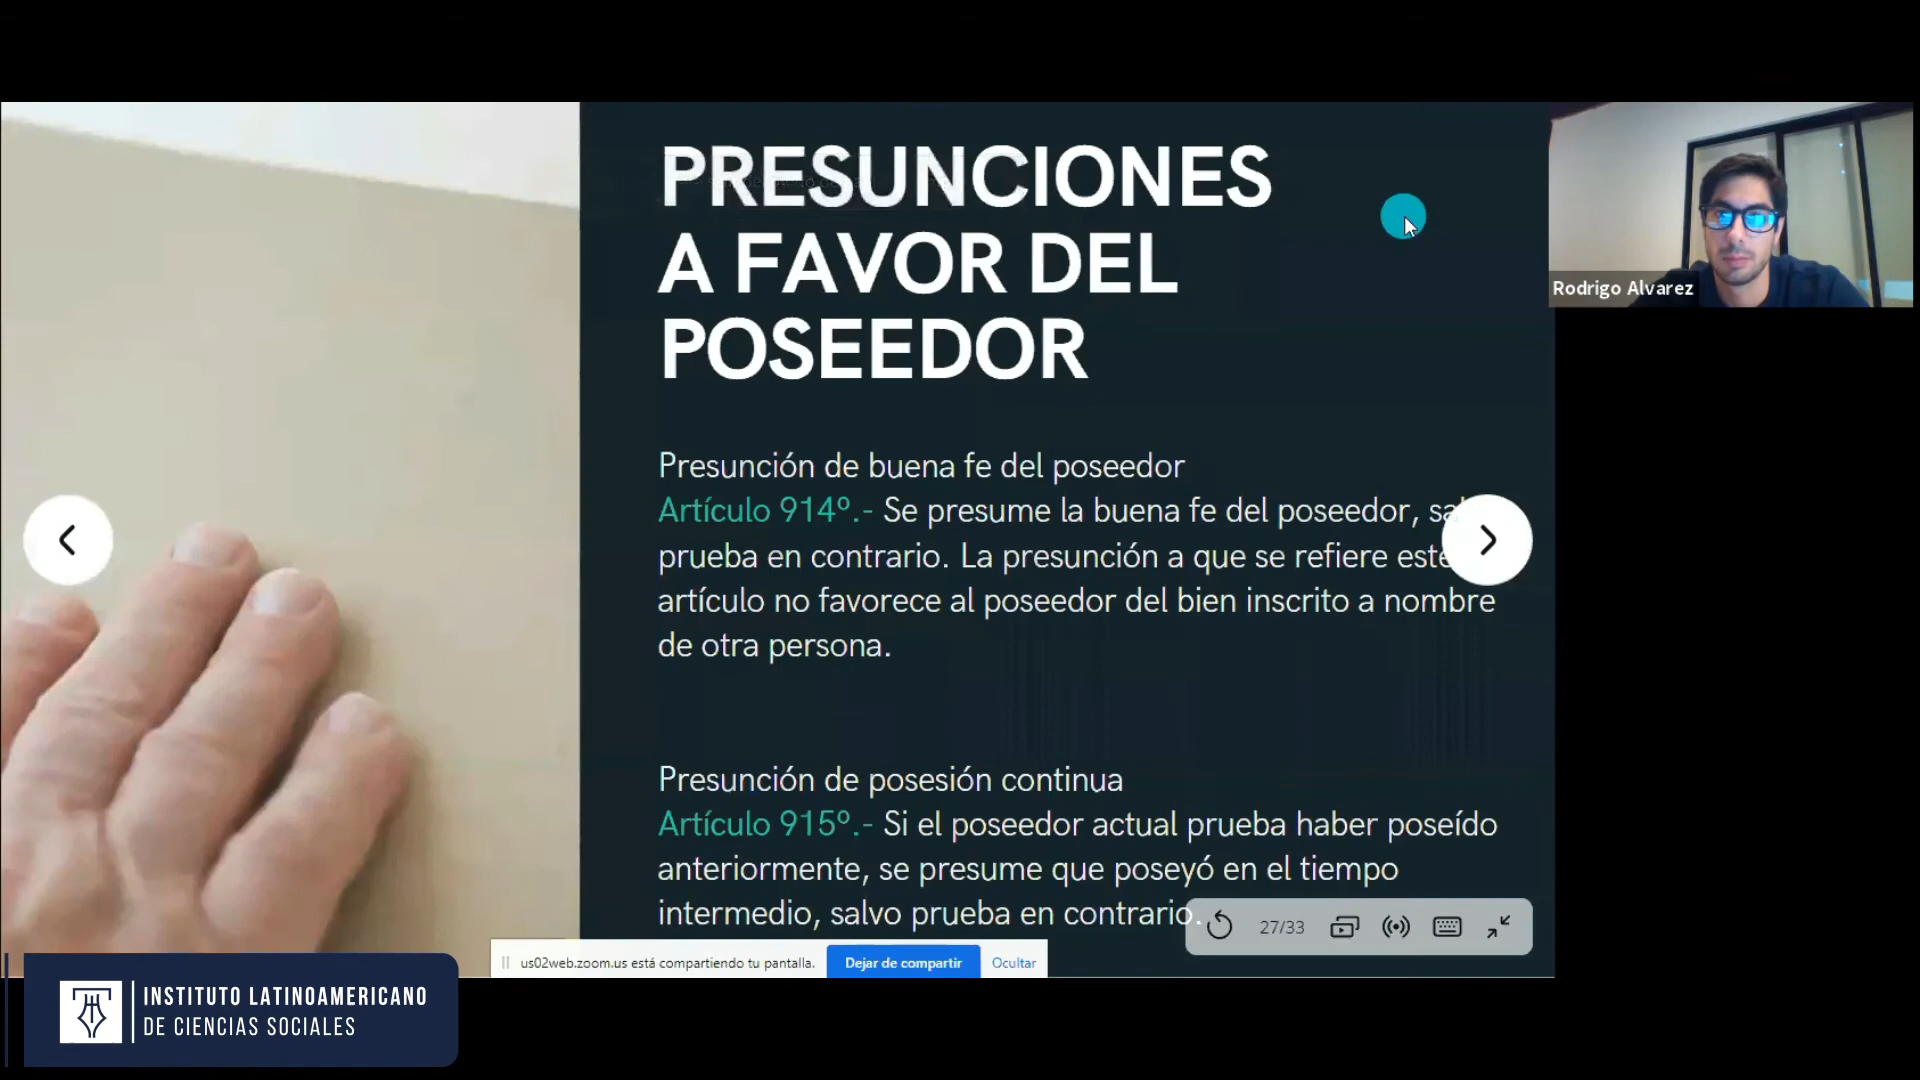 PRESUNCIONES
A FAVOR DEL
POSEEDOR
Rodrigo Alvarez
Presunción de buena fe del poseedor
Artículo 914º.- Se presume la buena fe del poseedor,
prueba en contrario. La presunción a que se refiere este
artículo no favorece al poseedor del bien inscrito a nombre
de otra persona.
Presunción de posesión continua
Artículo 915º.- Si el poseedor actual prueba haber poseído
anteriormente, se presume que poseyó en el tiempo
intermedio, salvo prueba en contrario.
27/33
us02web.zoom.us está compartiendo tu pantalla.
Dejar de compartir
Ocultar
INSTITUTO LATINOAMERICANO
DE CIENCIAS SOCIALES